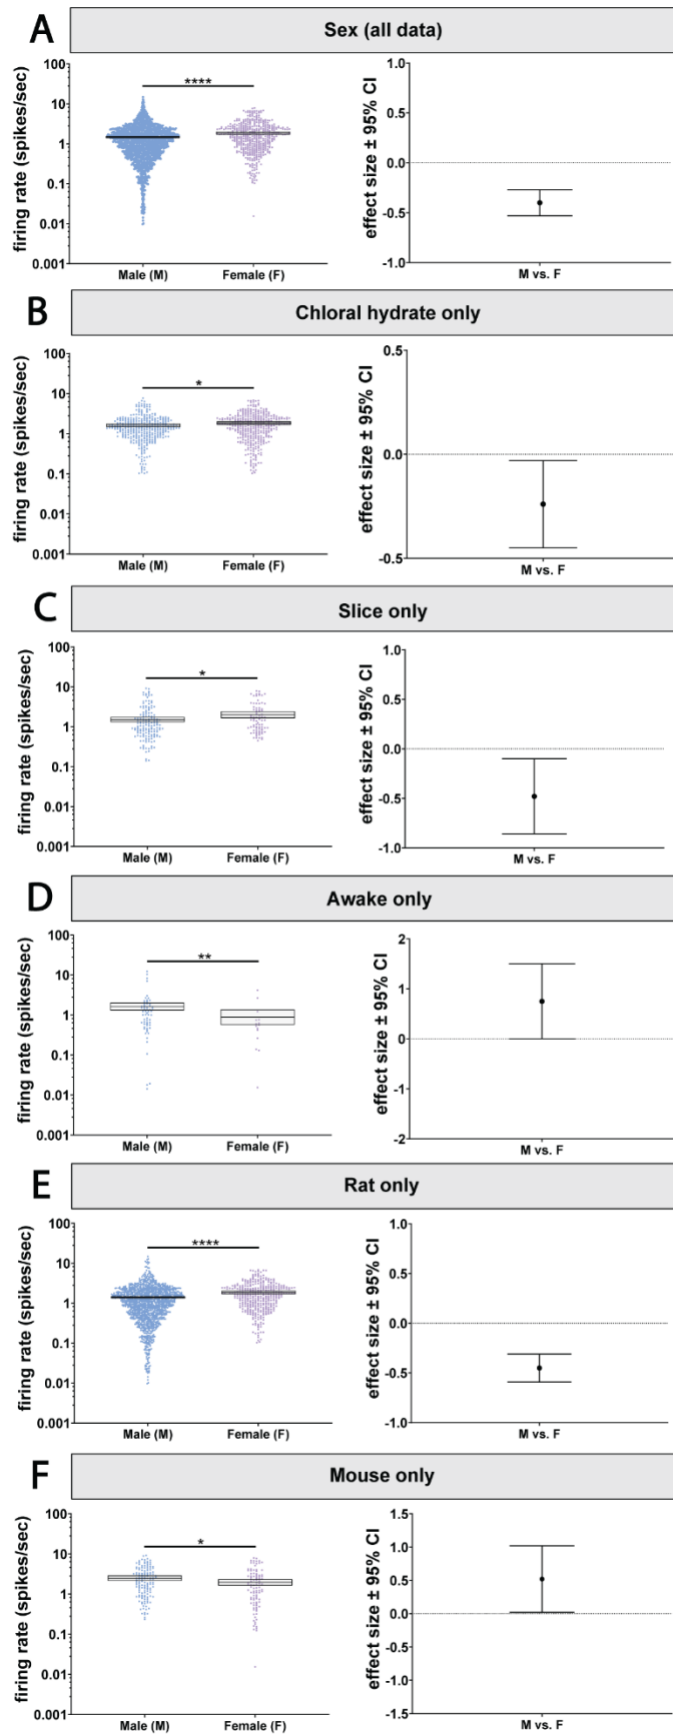 A
Sex (all data)
firing rate (spikes/sec)
100
10
1
0.1
0.01
0.001
****
Male (M)
Female (F)
effect size ± 95% CI
1.0
0.5
0.0
-0.5
-1.0
M vs. F
B
Chloral hydrate only
firing rate (spikes/sec)
100
10
1
0.1
0.01
0.001
*
Male (M)
Female (F)
effect size ± 95% CI
0.5
0.0
-0.5
M vs. F
C
Slice only
firing rate (spikes/sec)
100
10
1
0.1
0.01
0.001
*
Male (M)
Female (F)
effect size ± 95% CI
1.0
0.5
0.0
-0.5
-1.0
M vs. F
D
Awake only
firing rate (spikes/sec)
100
10
1
0.1
0.01
0.001
**
Male (M)
Female (F)
effect size ± 95% CI
2
1
0
-1
-2
M vs. F
E
Rat only
firing rate (spikes/sec)
100
10
1
0.1
0.01
0.001
****
Male (M)
Female (F)
effect size ± 95% CI
1.0
0.5
0.0
-0.5
-1.0
M vs. F
F
Mouse only
firing rate (spikes/sec)
100
10
1
0.1
0.01
0.001
*
Male (M)
Female (F)
effect size ± 95% CI
1.5
1.0
0.5
0.0
-0.5
-1.0
-1.5
M vs. F